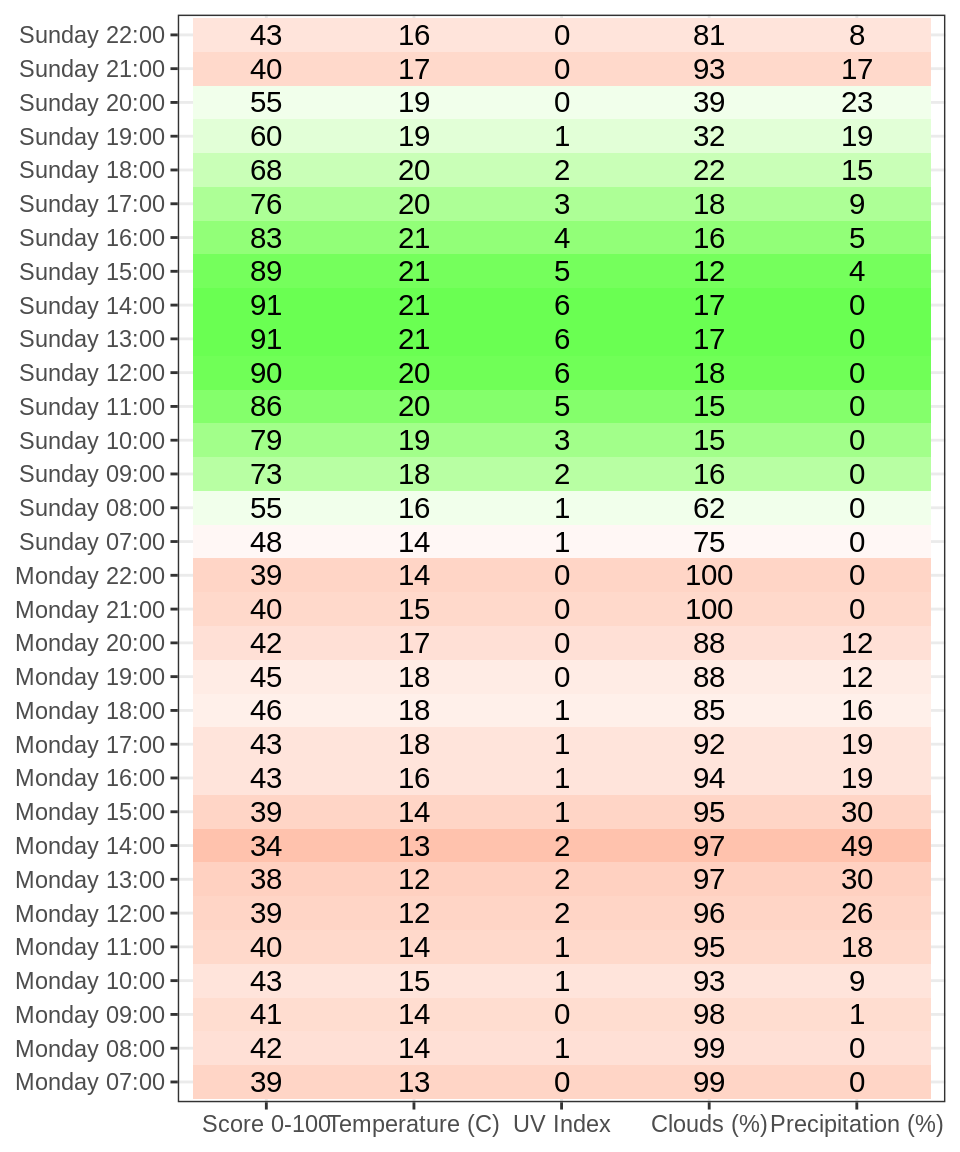 Sunday 22:00 43 16 0 81 8
Sunday 21:00 40 17 0 93 17
Sunday 20:00 55 19 0 39 23
Sunday 19:00 60 19 1 32 19
Sunday 18:00 68 20 2 22 15
Sunday 17:00 76 20 3 18 9
Sunday 16:00 83 21 4 16 5
Sunday 15:00 89 21 5 12 4
Sunday 14:00 91 21 6 17 0
Sunday 13:00 91 21 6 17 0
Sunday 12:00 90 20 6 18 0
Sunday 11:00 86 20 5 15 0
Sunday 10:00 79 19 3 15 0
Sunday 09:00 73 18 2 16 0
Sunday 08:00 55 16 1 62 0
Sunday 07:00 48 14 1 75 0
Monday 22:00 39 14 0 100 0
Monday 21:00 40 15 0 100 0
Monday 20:00 42 17 0 88 12
Monday 19:00 45 18 0 88 12
Monday 18:00 46 18 1 85 16
Monday 17:00 43 18 1 92 19
Monday 16:00 43 16 1 94 19
Monday 15:00 39 14 1 95 30
Monday 14:00 34 13 2 97 49
Monday 13:00 38 12 2 97 30
Monday 12:00 39 12 2 96 26
Monday 11:00 40 14 1 95 18
Monday 10:00 43 15 1 93 9
Monday 09:00 41 14 0 98 1
Monday 08:00 42 14 1 99 0
Monday 07:00 39 13 0 99 0
Score 0-100 Temperature (C) UV Index Clouds (%) Precipitation (%)